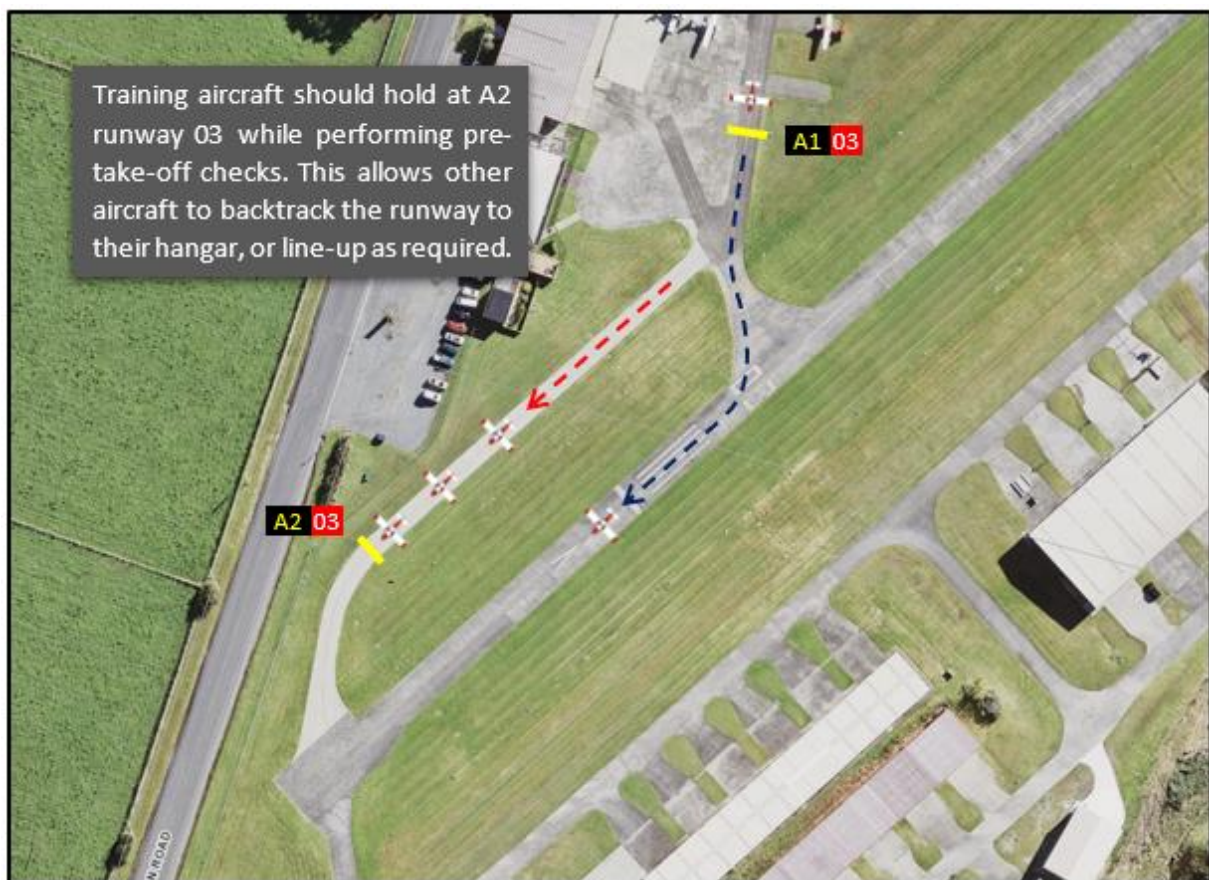 Training aircraft should hold at A2
runway 03 while performing pre-
take-off checks. This allows other
aircraft to backtrack the runway to
their hangar, or line-up as required.
A1 03
A2 03
N ROAD